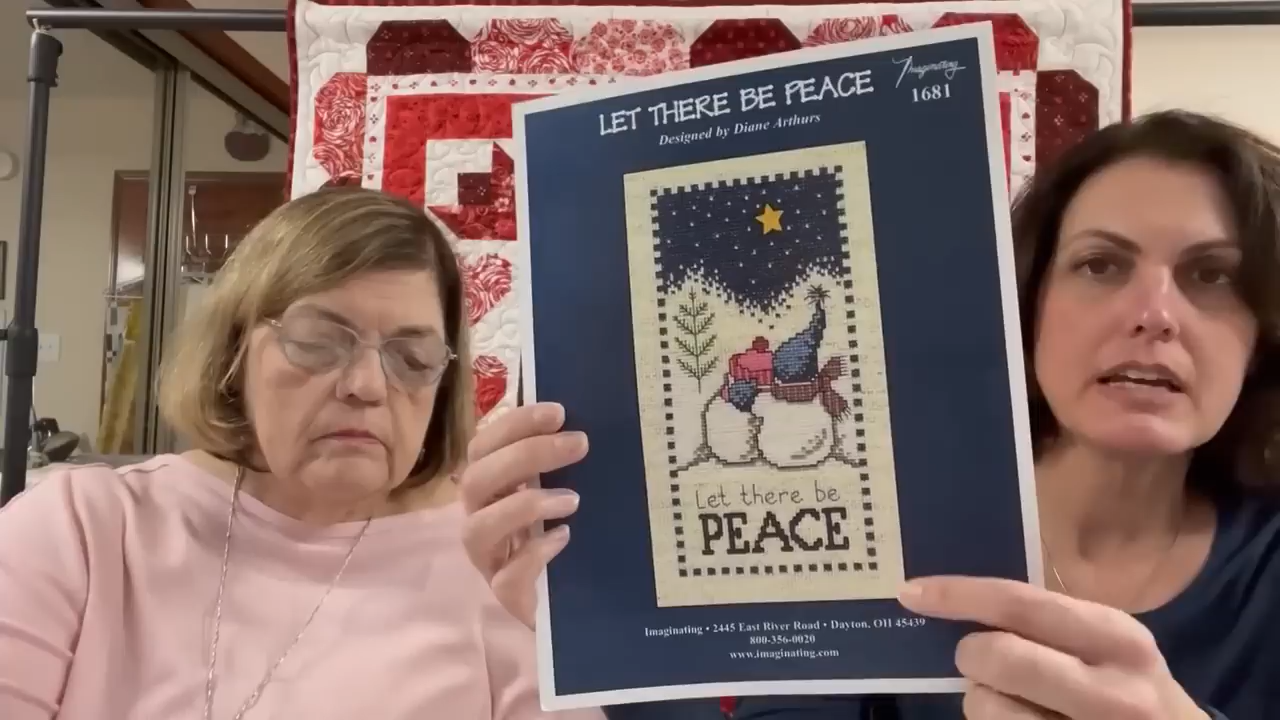 LET THERE BE PEACE
Designed by Diane Arthurs
Imaginating
1681
Let there be
PEACE
Imaginating • 2445 East River Road • Dayton, OH 45439
800-356-0020
www.imaginating.com